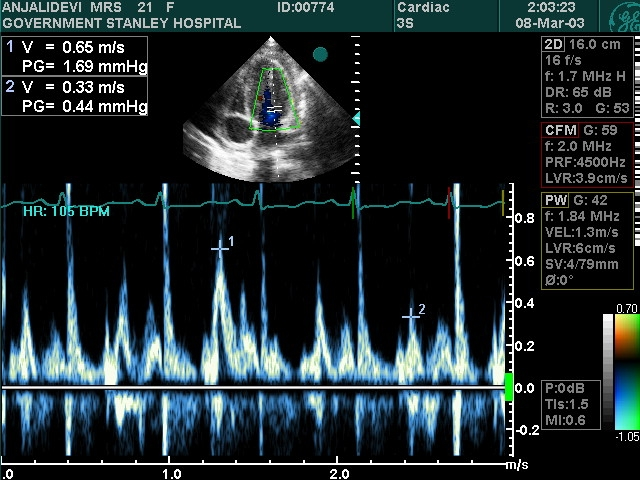 ANJALIDEVI MRS 21 F ID:00774 Cardiac 2:03:23
GOVERNMENT STANLEY HOSPITAL 3S 08-Mar-03
1 V = 0.65 m/s
PG= 1.69 mmHg
2 V = 0.33 m/s
PG= 0.44 mmHg
2D 16.0 cm
16 f/s
f: 1.7 MHz H
DR: 65 dB
R: 3.0 G: 53
CFM G: 59
f: 2.0 MHz
PRF:4500Hz
LVR:3.9cm/s
PW G: 42
f: 1.84 MHz
VEL:1.3m/s
LVR:6cm/s
SV:4/79mm
Ø:0°
HR: 105 BPM
1
2
0.8
0.6
0.4
0.2
0.0
-0.2
m/s
.0 1.0 2.0
0.70
-1.05
P:0dB
TIs:1.5
MI:0.6